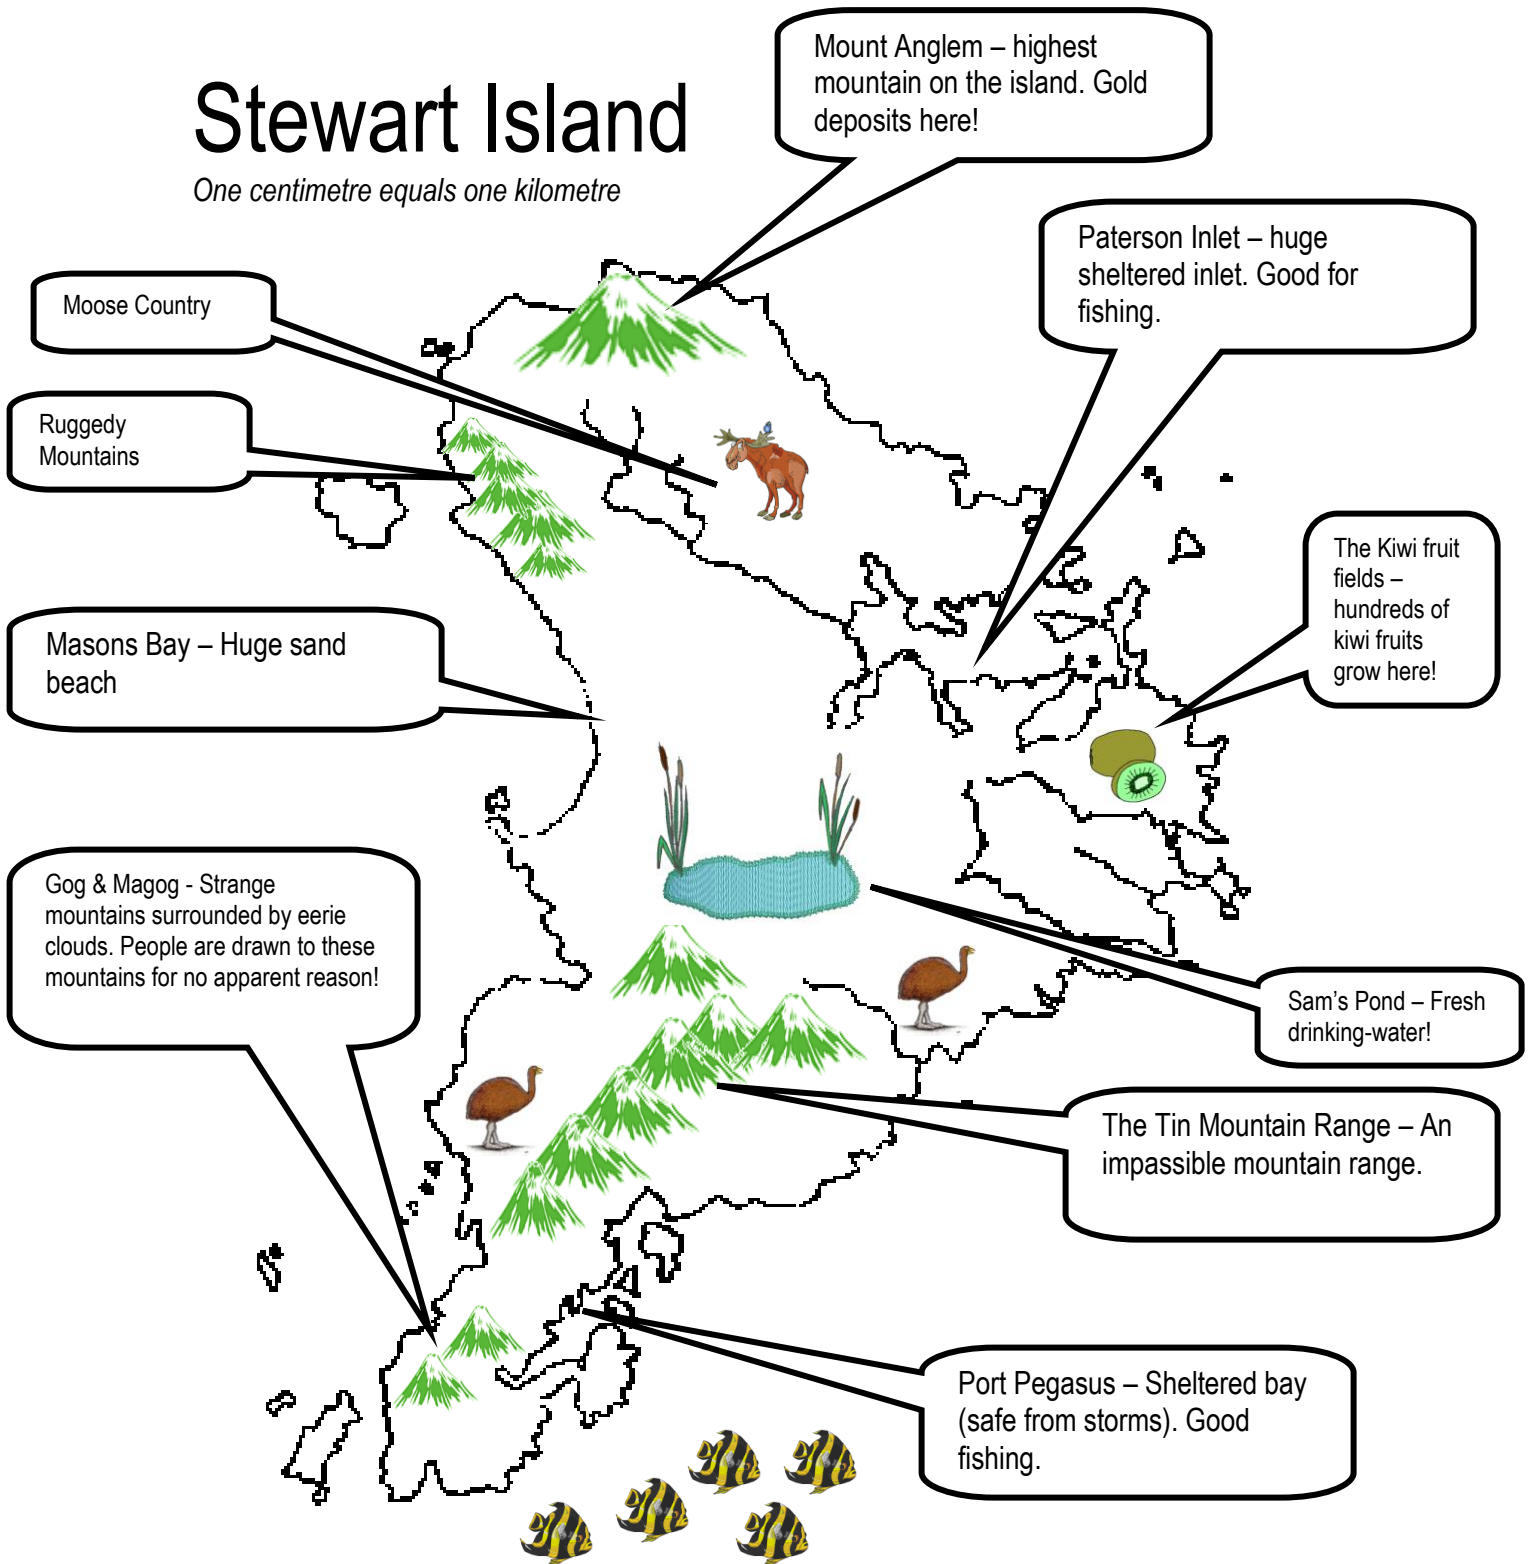 Stewart Island
One centimetre equals one kilometre
Mount Anglem – highest
mountain on the island. Gold
deposits here!
Paterson Inlet – huge
sheltered inlet. Good for
fishing.
Moose Country
Ruggedy
Mountains
The Kiwi fruit
fields –
hundreds of
kiwi fruits
grow here!
Masons Bay – Huge sand
beach
Gog & Magog - Strange
mountains surrounded by eerie
clouds. People are drawn to these
mountains for no apparent reason!
Sam's Pond – Fresh
drinking-water!
The Tin Mountain Range – An
impassible mountain range.
Port Pegasus – Sheltered bay
(safe from storms). Good
fishing.